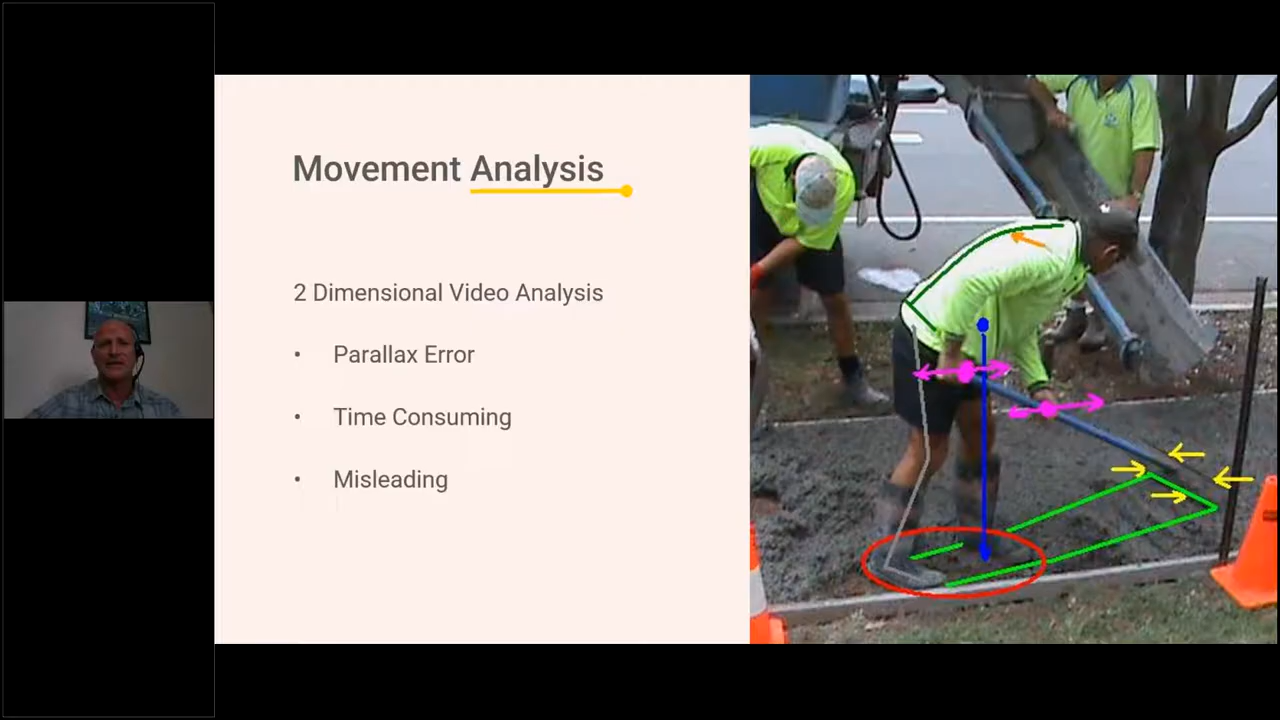 Movement Analysis
2 Dimensional Video Analysis
• Parallax Error
• Time Consuming
• Misleading